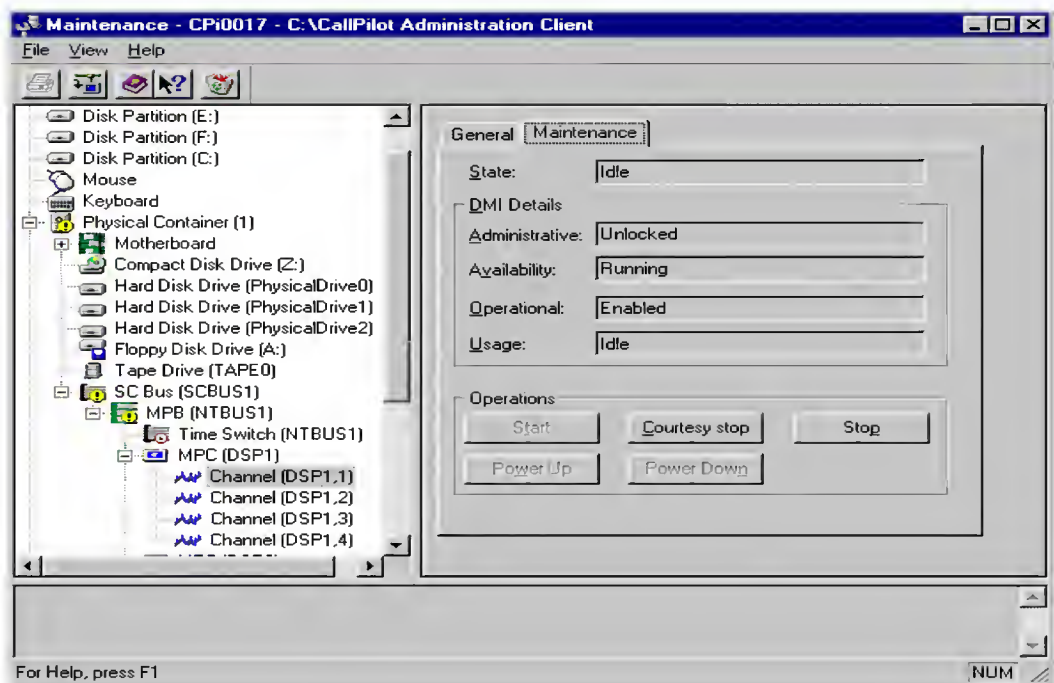 Maintenance - CPi0017 - C:\CallPilot Administration Client
File View Help
Disk Partition (E:)
Disk Partition (F:)
Disk Partition (C:)
Mouse
Keyboard
Physical Container (1)
Motherboard
Compact Disk Drive (Z:)
Hard Disk Drive (PhysicalDrive0)
Hard Disk Drive (PhysicalDrive1)
Hard Disk Drive (PhysicalDrive2)
Floppy Disk Drive (A:)
Tape Drive (TAPE0)
SC Bus (SCBUS1)
MPB (NTBUS1)
Time Switch (NTBUS1)
MPC (DSP1)
Channel (DSP1,1)
Channel (DSP1,2)
Channel (DSP1,3)
Channel (DSP1,4)
General Maintenance
State: Idle
DMI Details
Administrative: Unlocked
Availability: Running
Operational: Enabled
Usage: Idle
Operations
Start Courtesy stop Stop
Power Up Power Down
For Help, press F1
NUM